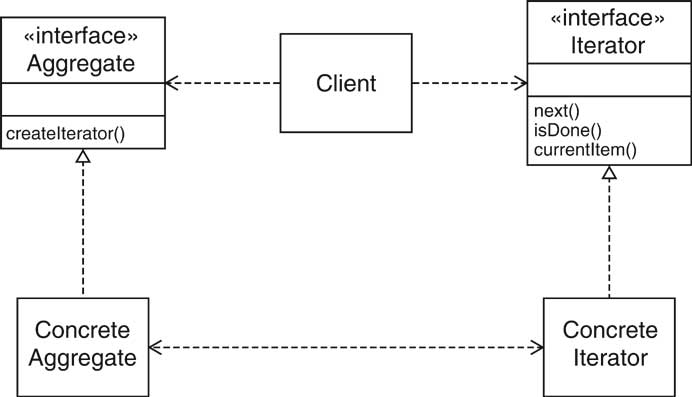 «interface»
Aggregate
createIterator()
Client
«interface»
Iterator
next()
isDone()
currentItem()
Concrete
Aggregate
Concrete
Iterator